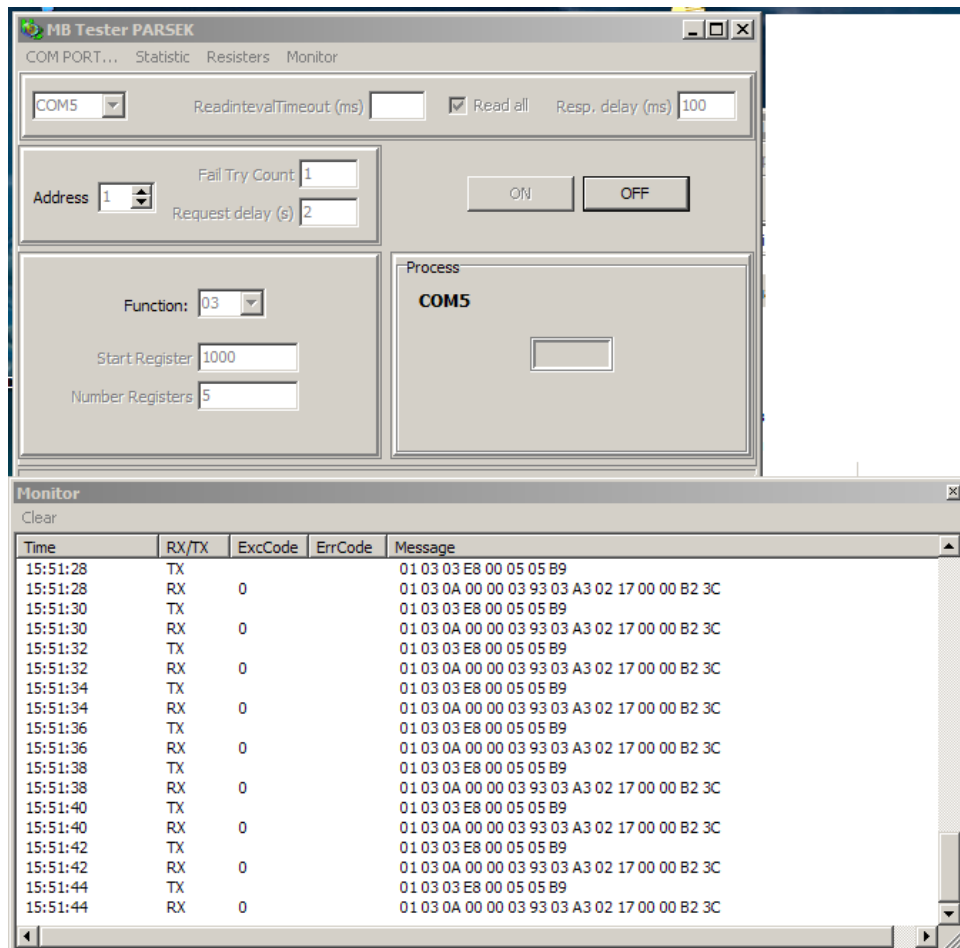 MB Tester PARSEK
COM PORT... Statistic Resisters Monitor
COM5 ReadintevalTimeout (ms) Read all Resp. delay (ms) 100
Fail Try Count 1
Address 1
Request delay (s) 2
ON OFF
Function: 03
Start Register 1000
Number Registers 5
Process
COM5
Monitor
Clear
Time RX/TX ExcCode ErrCode Message
15:51:28 TX 01 03 03 E8 00 05 05 B9
15:51:28 RX 0 01 03 0A 00 00 03 93 03 A3 02 17 00 00 B2 3C
15:51:30 TX 01 03 03 E8 00 05 05 B9
15:51:30 RX 0 01 03 0A 00 00 03 93 03 A3 02 17 00 00 B2 3C
15:51:32 TX 01 03 03 E8 00 05 05 B9
15:51:32 RX 0 01 03 0A 00 00 03 93 03 A3 02 17 00 00 B2 3C
15:51:34 TX 01 03 03 E8 00 05 05 B9
15:51:34 RX 0 01 03 0A 00 00 03 93 03 A3 02 17 00 00 B2 3C
15:51:36 TX 01 03 03 E8 00 05 05 B9
15:51:36 RX 0 01 03 0A 00 00 03 93 03 A3 02 17 00 00 B2 3C
15:51:38 TX 01 03 03 E8 00 05 05 B9
15:51:38 RX 0 01 03 0A 00 00 03 93 03 A3 02 17 00 00 B2 3C
15:51:40 TX 01 03 03 E8 00 05 05 B9
15:51:40 RX 0 01 03 0A 00 00 03 93 03 A3 02 17 00 00 B2 3C
15:51:42 TX 01 03 03 E8 00 05 05 B9
15:51:42 RX 0 01 03 0A 00 00 03 93 03 A3 02 17 00 00 B2 3C
15:51:44 TX 01 03 03 E8 00 05 05 B9
15:51:44 RX 0 01 03 0A 00 00 03 93 03 A3 02 17 00 00 B2 3C